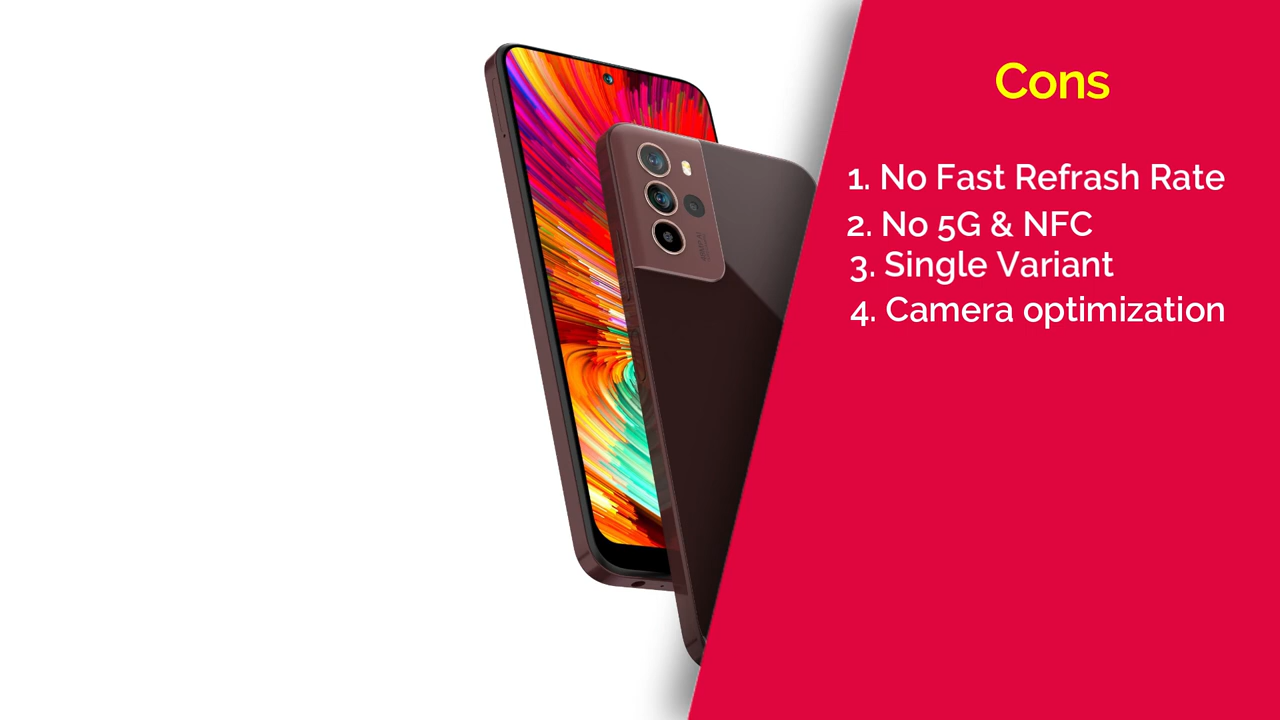 Cons
1. No Fast Refrash Rate
2. No 5G & NFC
3. Single Variant
4. Camera optimization